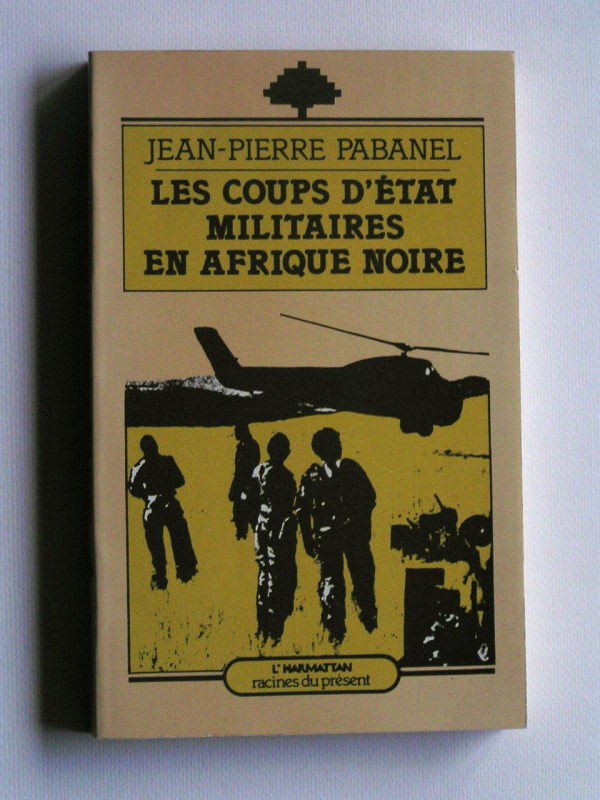 JEAN-PIERRE PABANEL
LES COUPS D'ÉTAT
MILITAIRES
EN AFRIQUE NOIRE
L'HARMATTAN
racines du présent